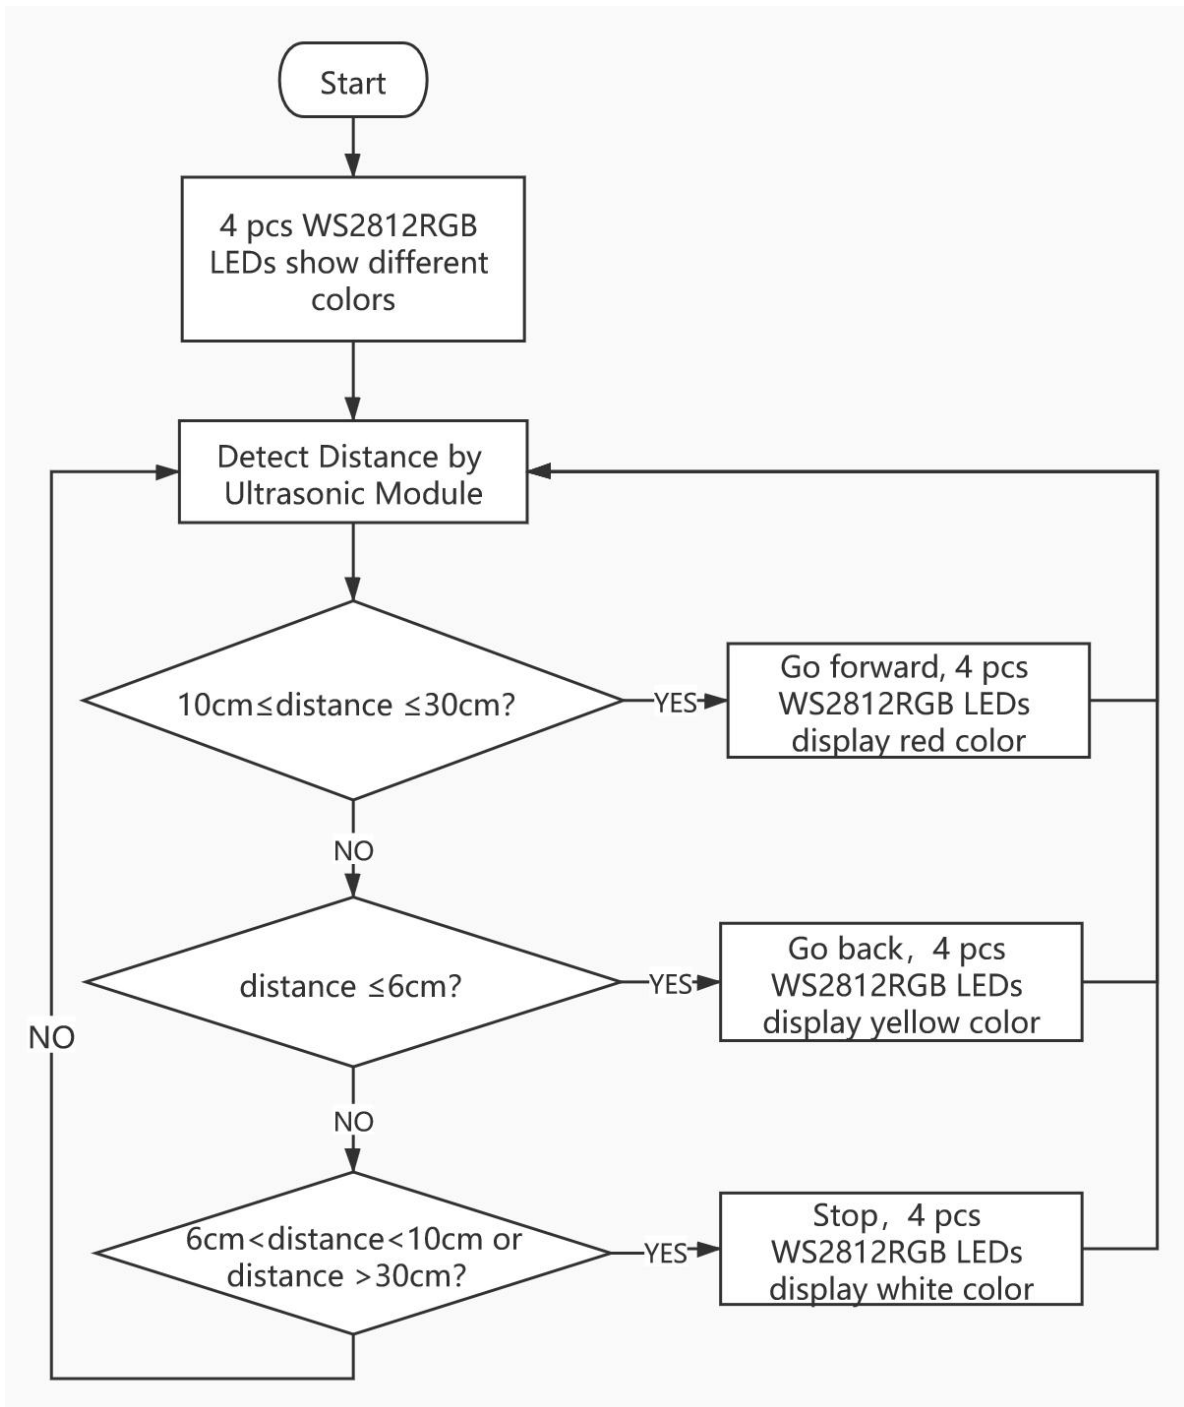 Start
4 pcs WS2812RGB
LEDs show different
colors
Detect Distance by
Ultrasonic Module
10cm≤distance ≤30cm?
YES
Go forward, 4 pcs
WS2812RGB LEDs
display red color
NO
distance ≤6cm?
YES
Go back， 4 pcs
WS2812RGB LEDs
display yellow color
NO
NO
6cm<distance<10cm or
distance >30cm?
YES
Stop， 4 pcs
WS2812RGB LEDs
display white color